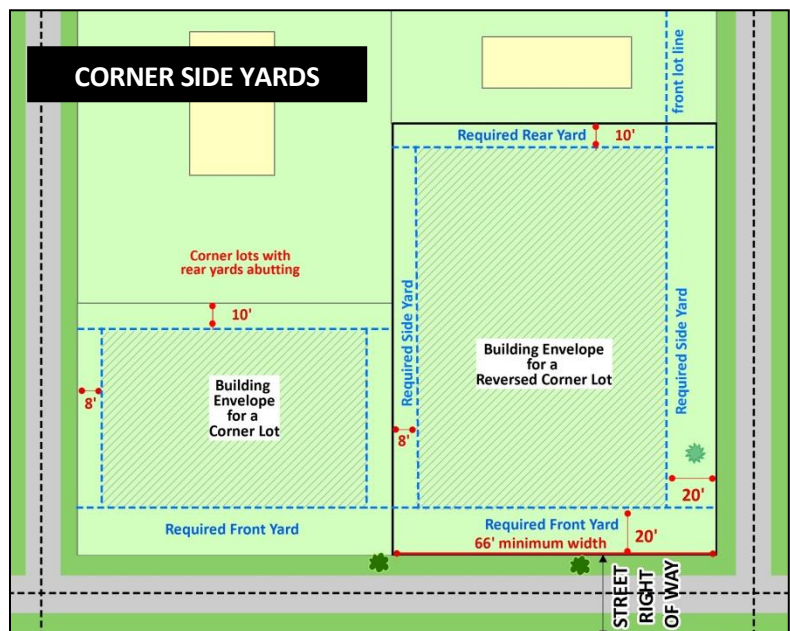 CORNER SIDE YARDS
front lot line
Required Rear Yard
10'
Corner lots with
rear yards abutting
10'
Required Side Yard
Required Side Yard
Building Envelope
for a
Reversed Corner Lot
Building
Envelope
for a
Corner Lot
8'
8'
20'
Required Front Yard
Required Front Yard
20'
66' minimum width
STREET
RIGHT
OF WAY